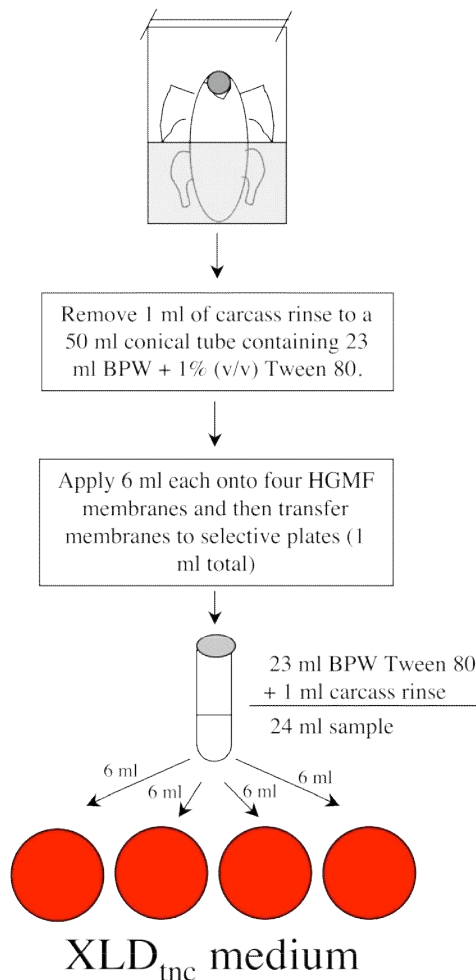 Remove 1 ml of carcass rinse to a
50 ml conical tube containing 23
ml BPW + 1% (v/v) Tween 80.
Apply 6 ml each onto four HGMF
membranes and then transfer
membranes to selective plates (1
ml total)
23 ml BPW Tween 80
+ 1 ml carcass rinse
24 ml sample
6 ml
6 ml
6 ml
6 ml
XLDtnc medium